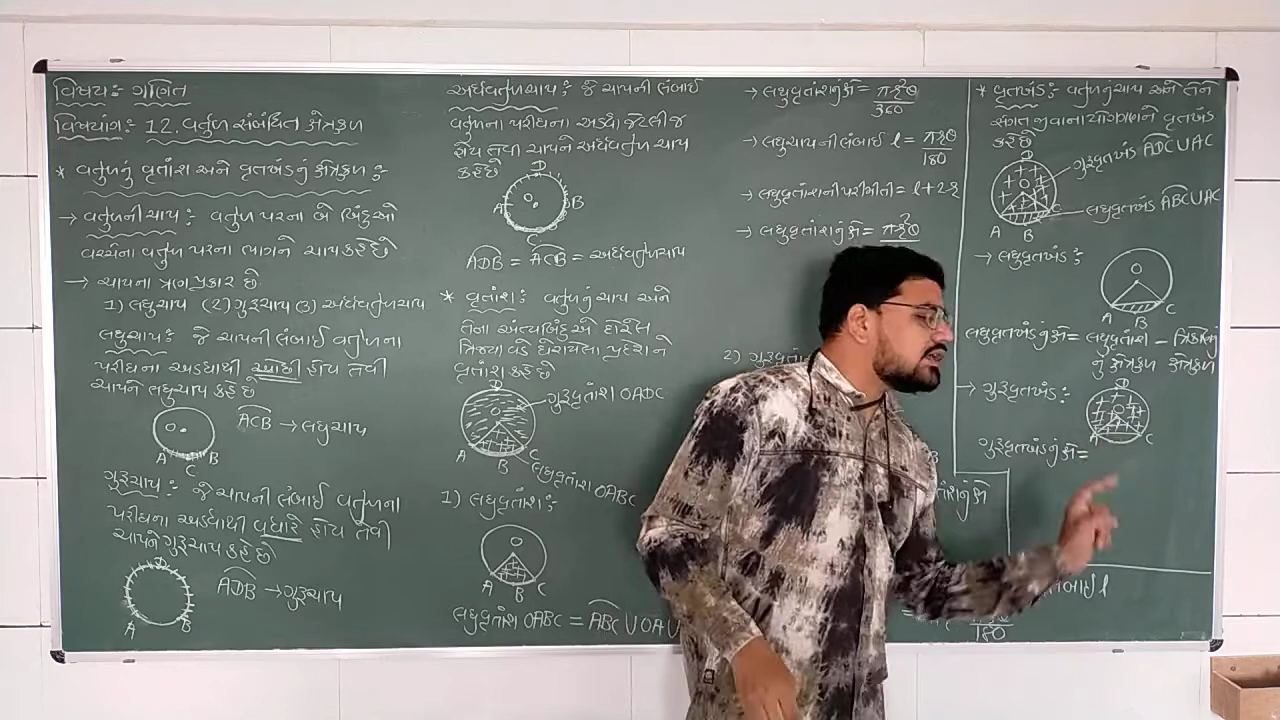 વિષય:- ગણિત
વિષયાંગ:- 12. વર્તુળ સંબંધિત ક્ષેત્રફળ
* વર્તુળનું વૃતાંશ અને વૃતખંડનું ક્ષેત્રફળ :-
→ વર્તુળની ચાપ :- વર્તુળ પરના બે બિંદુઓ
વચ્ચેના વર્તુળ પરના ભાગને ચાપ કહે છે
→ ચાપના ત્રણ પ્રકાર છે
1) લઘુચાપ (2) ગુરૂચાપ (3) અર્ધવર્તુળચાપ
લઘુચાપ :- જે ચાપની લંબાઈ વર્તુળના
પરીઘના અડધાથી ઓછી હોય તેવી
ચાપને લઘુચાપ કહે છે
O
A C B
ACB → લઘુચાપ
ગુરૂચાપ :- જે ચાપની લંબાઈ વર્તુળના
પરીઘના અડધાથી વધારે હોય તેવી
ચાપને ગુરૂચાપ કહે છે
D
A B
ADB → ગુરૂચાપ
અર્ધવર્તુળચાપ :- જે ચાપની લંબાઈ
વર્તુળના પરીઘના અડધા જેટલી જ
હોય તેવી ચાપને અર્ધવર્તુળ ચાપ
કહે છે
D
A O B
C
ADB = ACB = અર્ધવર્તુળચાપ
* વૃતાંશ :- વર્તુળનું ચાપ અને
તેના અંત્યબિંદુએ દોરેલ
ત્રિજ્યા વડે ઘેરાયેલા પ્રદેશને
વૃતાંશ કહે છે
D
O
ગુરૂવૃતાંશ OADC
A B C
લઘુવૃતાંશ OABC
1) લઘુવૃતાંશ :-
O
A B C
લઘુવૃતાંશ OABC = ABC U OA U
→ લઘુવૃતાંશનું ક્ષે = πr²θ
360
→ લઘુચાપની લંબાઈ l = πrθ
180
→ લઘુવૃતાંશની પરીમીતી = l + 2r
→ લઘુવૃતાંશનું ક્ષે = πr²θ
2) ગુરૂવૃતાં
B
180
* વૃતખંડ :- વર્તુળનું ચાપ અને તેને
સંગત જીવાના યોગગણને વૃતખંડ
કહે છે
D
O
A B C
ગુરૂવૃતખંડ ADC U AC
લઘુવૃતખંડ ABC U AC
→ લઘુવૃતખંડ :-
O
A B C
લઘુવૃતખંડનું ક્ષે = લઘુવૃતાંશ – ત્રિકોણનું
નું ક્ષેત્રફળ ક્ષેત્રફળ
→ ગુરૂવૃતખંડ :-
D
O
A C
ગુરૂવૃતખંડનું ક્ષે =